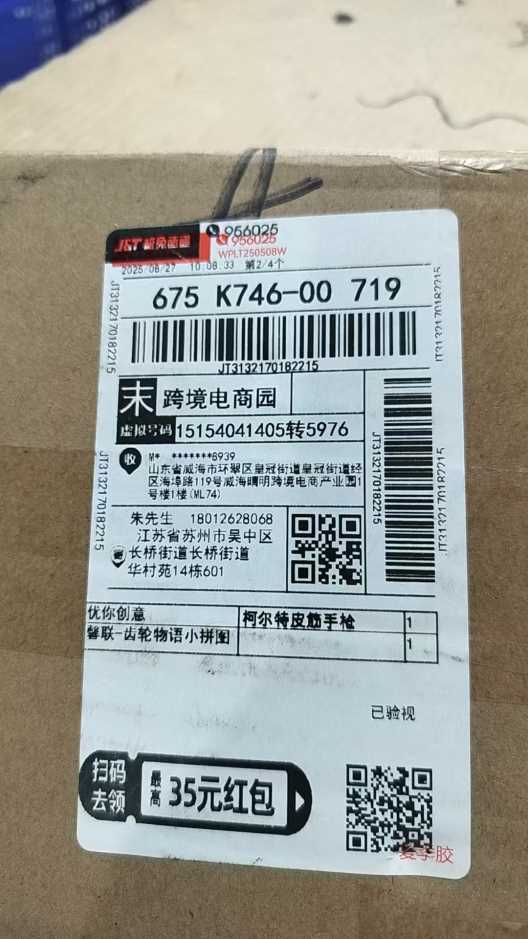 J&T 极兔速递
956025
956025
WPLT250508W
2025/08/27 10:08:33 第2/4个
675 K746-00 719
JT3132170182215
JT3132170182215
JT3132170182215
末 跨境电商园
虚拟号码 15154041405转5976
收
M* *******8939
山东省威海市环翠区皇冠街道皇冠街道经
区海埠路119号威海晴明跨境电商产业园1
号楼1楼(ML74)
JT3132170182215
JT3132170182215
JT3132170182215
朱先生 18012628068
江苏省苏州市吴中区
长桥街道长桥街道
华村苑14栋601
优你创意 柯尔特皮筋手枪 1
馨联-齿轮物语小拼图 1
已验视
扫码
去领
最高
35元红包